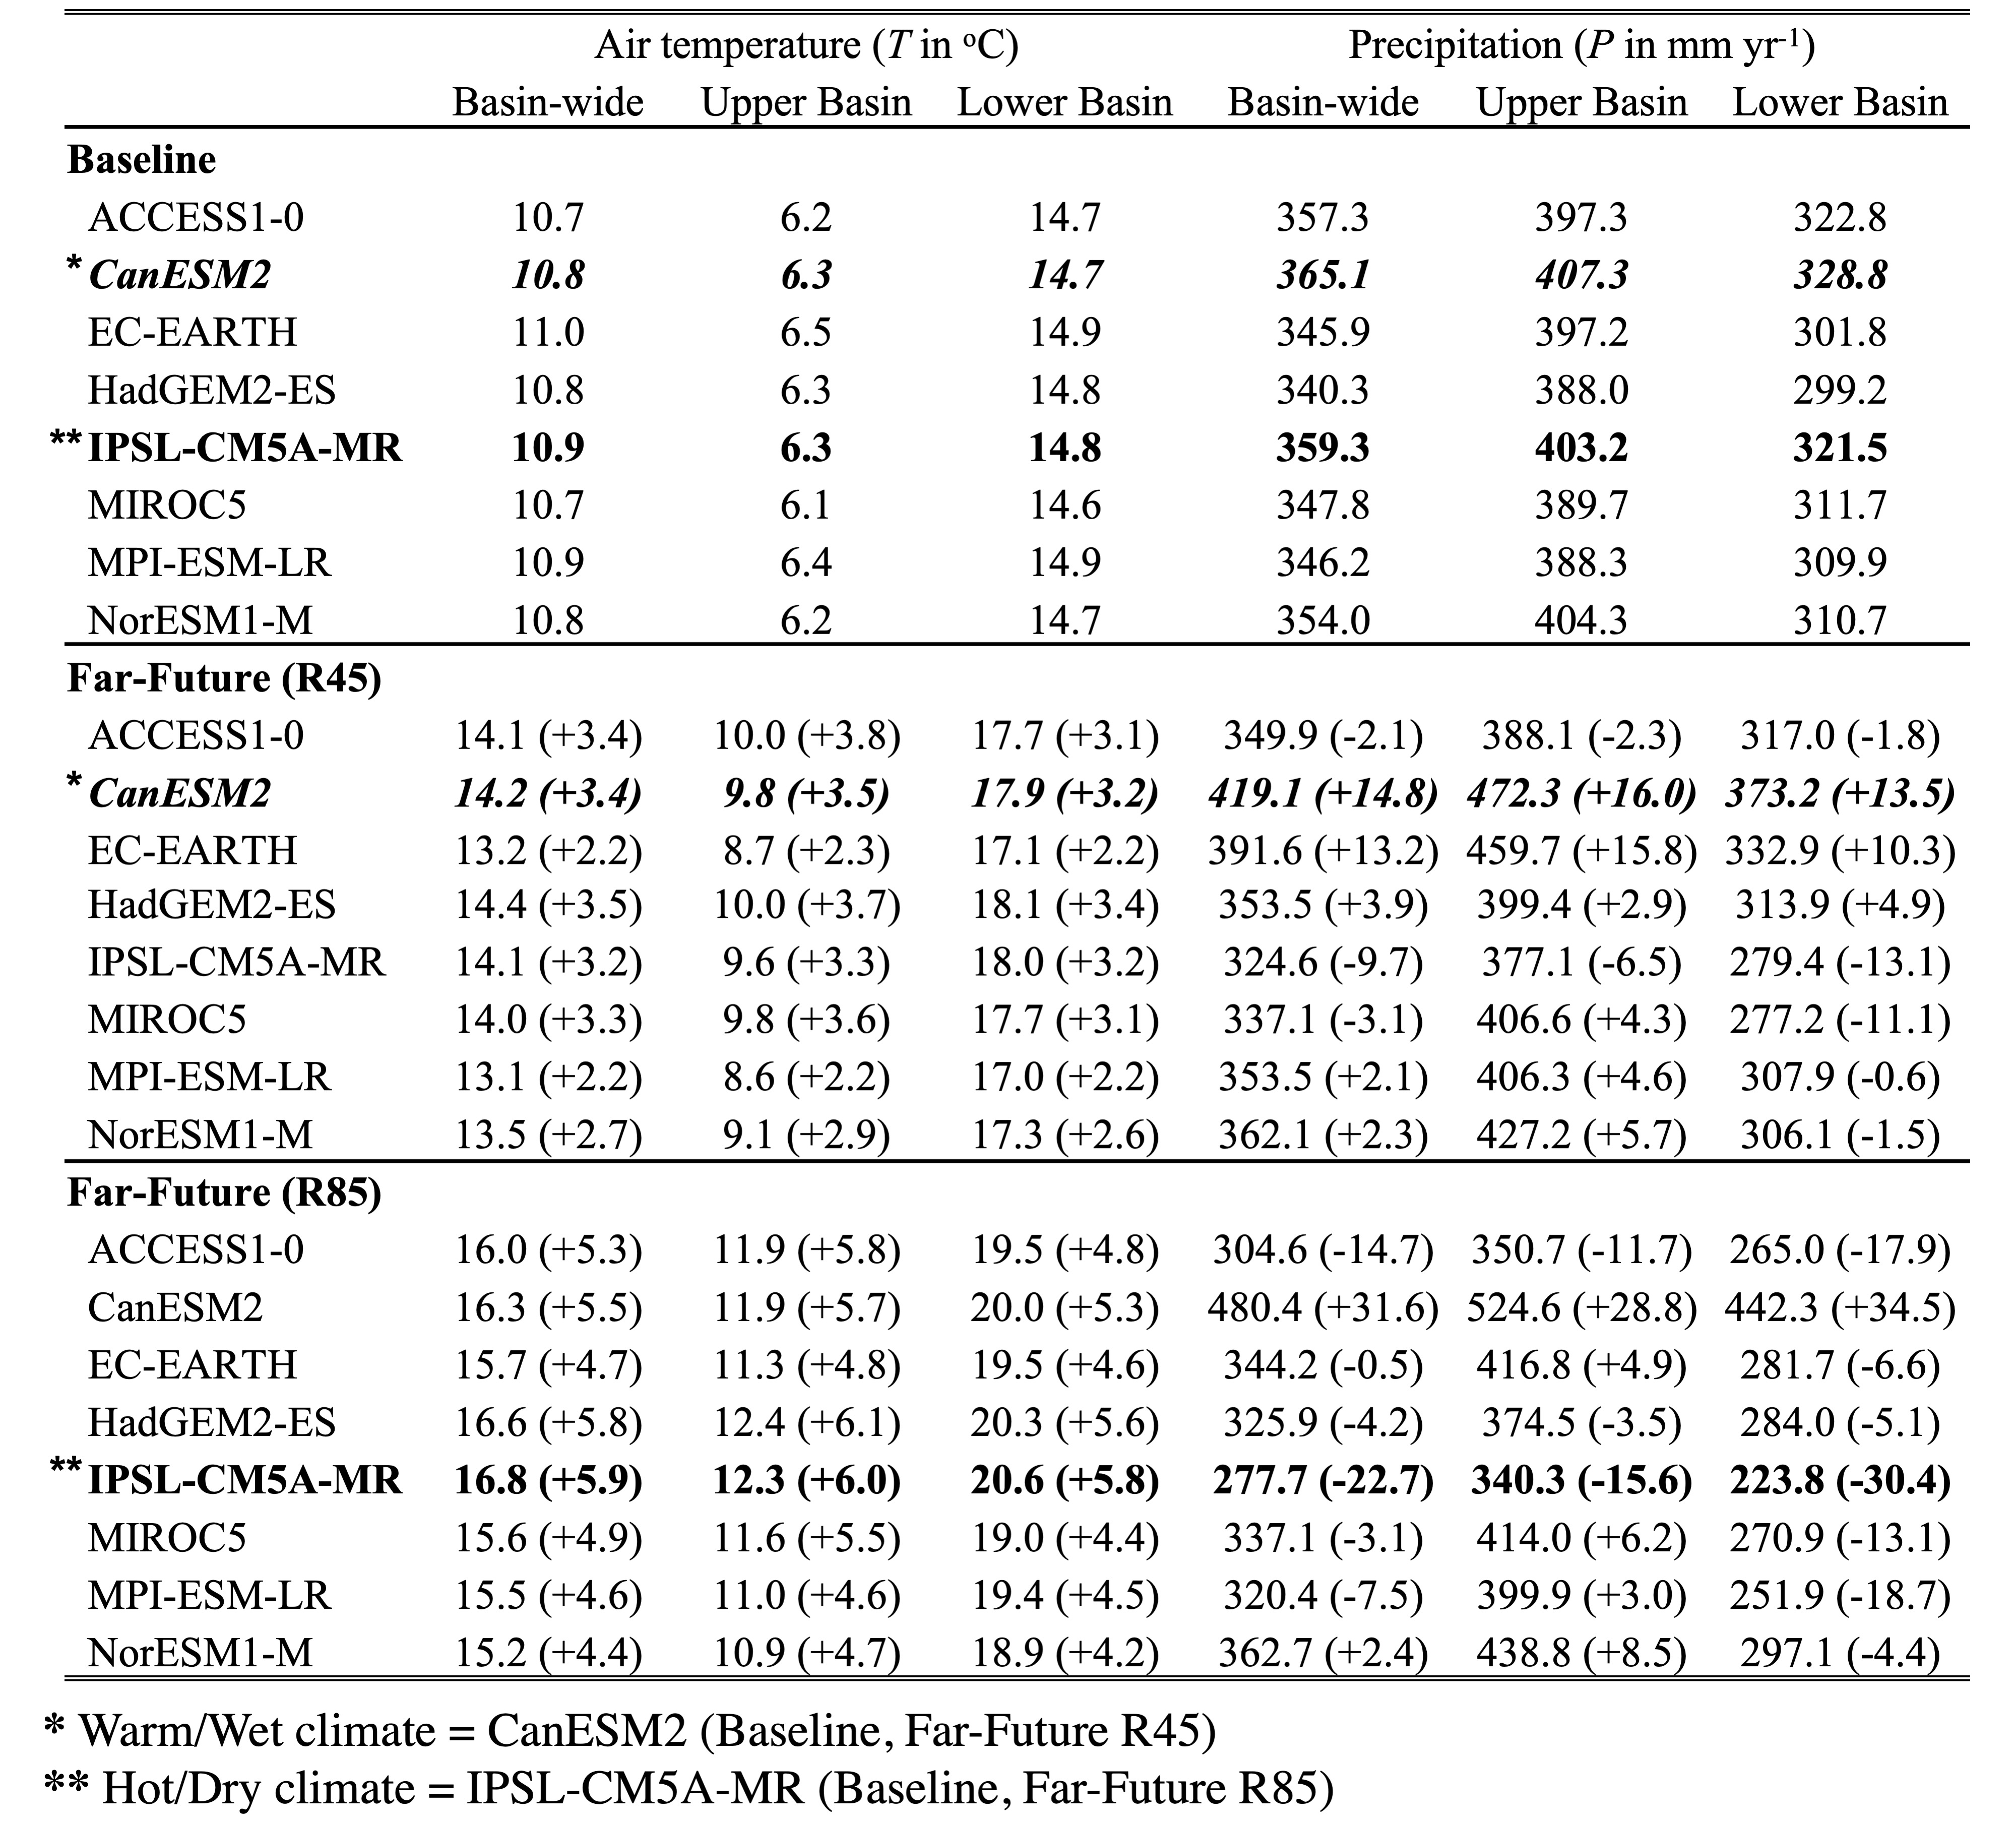 Air temperature (T in ºC) Precipitation (P in mm yr-1)
Basin-wide Upper Basin Lower Basin Basin-wide Upper Basin Lower Basin
Baseline
ACCESS1-0 10.7 6.2 14.7 357.3 397.3 322.8
* CanESM2 10.8 6.3 14.7 365.1 407.3 328.8
EC-EARTH 11.0 6.5 14.9 345.9 397.2 301.8
HadGEM2-ES 10.8 6.3 14.8 340.3 388.0 299.2
** IPSL-CM5A-MR 10.9 6.3 14.8 359.3 403.2 321.5
MIROC5 10.7 6.1 14.6 347.8 389.7 311.7
MPI-ESM-LR 10.9 6.4 14.9 346.2 388.3 309.9
NorESM1-M 10.8 6.2 14.7 354.0 404.3 310.7
Far-Future (R45)
ACCESS1-0 14.1 (+3.4) 10.0 (+3.8) 17.7 (+3.1) 349.9 (-2.1) 388.1 (-2.3) 317.0 (-1.8)
* CanESM2 14.2 (+3.4) 9.8 (+3.5) 17.9 (+3.2) 419.1 (+14.8) 472.3 (+16.0) 373.2 (+13.5)
EC-EARTH 13.2 (+2.2) 8.7 (+2.3) 17.1 (+2.2) 391.6 (+13.2) 459.7 (+15.8) 332.9 (+10.3)
HadGEM2-ES 14.4 (+3.5) 10.0 (+3.7) 18.1 (+3.4) 353.5 (+3.9) 399.4 (+2.9) 313.9 (+4.9)
IPSL-CM5A-MR 14.1 (+3.2) 9.6 (+3.3) 18.0 (+3.2) 324.6 (-9.7) 377.1 (-6.5) 279.4 (-13.1)
MIROC5 14.0 (+3.3) 9.8 (+3.6) 17.7 (+3.1) 337.1 (-3.1) 406.6 (+4.3) 277.2 (-11.1)
MPI-ESM-LR 13.1 (+2.2) 8.6 (+2.2) 17.0 (+2.2) 353.5 (+2.1) 406.3 (+4.6) 307.9 (-0.6)
NorESM1-M 13.5 (+2.7) 9.1 (+2.9) 17.3 (+2.6) 362.1 (+2.3) 427.2 (+5.7) 306.1 (-1.5)
Far-Future (R85)
ACCESS1-0 16.0 (+5.3) 11.9 (+5.8) 19.5 (+4.8) 304.6 (-14.7) 350.7 (-11.7) 265.0 (-17.9)
CanESM2 16.3 (+5.5) 11.9 (+5.7) 20.0 (+5.3) 480.4 (+31.6) 524.6 (+28.8) 442.3 (+34.5)
EC-EARTH 15.7 (+4.7) 11.3 (+4.8) 19.5 (+4.6) 344.2 (-0.5) 416.8 (+4.9) 281.7 (-6.6)
HadGEM2-ES 16.6 (+5.8) 12.4 (+6.1) 20.3 (+5.6) 325.9 (-4.2) 374.5 (-3.5) 284.0 (-5.1)
** IPSL-CM5A-MR 16.8 (+5.9) 12.3 (+6.0) 20.6 (+5.8) 277.7 (-22.7) 340.3 (-15.6) 223.8 (-30.4)
MIROC5 15.6 (+4.9) 11.6 (+5.5) 19.0 (+4.4) 337.1 (-3.1) 414.0 (+6.2) 270.9 (-13.1)
MPI-ESM-LR 15.5 (+4.6) 11.0 (+4.6) 19.4 (+4.5) 320.4 (-7.5) 399.9 (+3.0) 251.9 (-18.7)
NorESM1-M 15.2 (+4.4) 10.9 (+4.7) 18.9 (+4.2) 362.7 (+2.4) 438.8 (+8.5) 297.1 (-4.4)
* Warm/Wet climate = CanESM2 (Baseline, Far-Future R45)
** Hot/Dry climate = IPSL-CM5A-MR (Baseline, Far-Future R85)